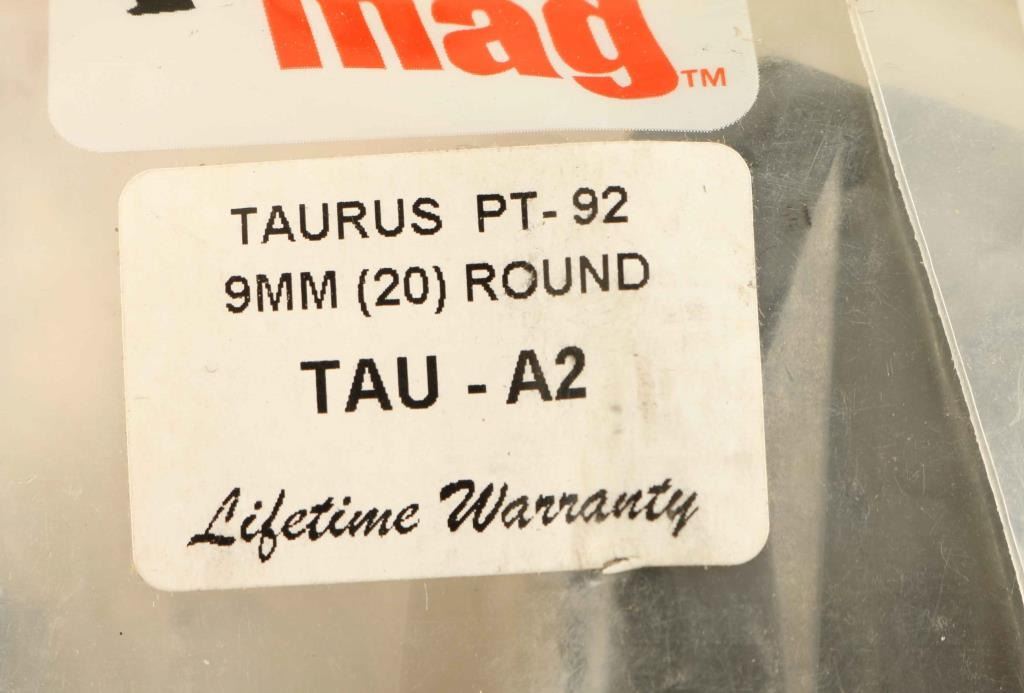 mag™
TAURUS PT-92
9MM (20) ROUND
TAU - A2
Lifetime Warranty